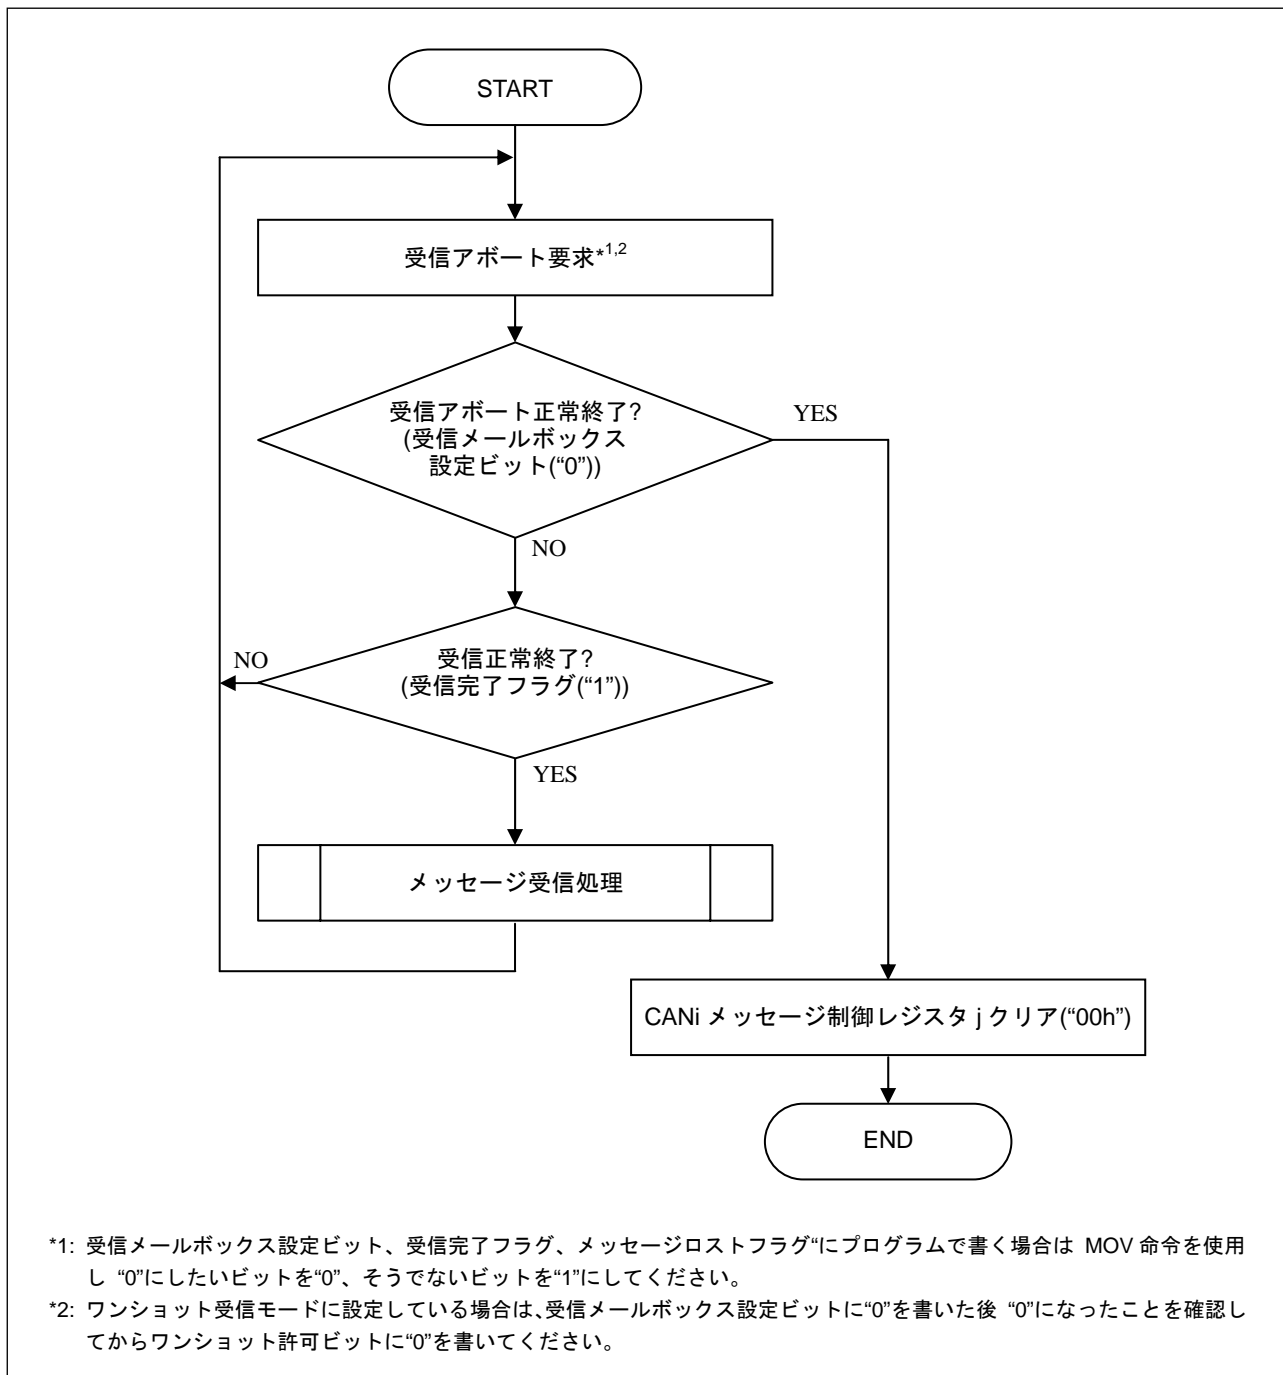 START
受信アボート要求*1,2
受信アボート正常終了?
(受信メールボックス
設定ビット(“0”))
YES
NO
受信正常終了?
(受信完了フラグ(“1”))
NO
YES
メッセージ受信処理
CANi メッセージ制御レジスタ j クリア(“00h”)
END
*1: 受信メールボックス設定ビット、受信完了フラグ、メッセージロストフラグ“にプログラムで書く場合は MOV 命令を使用
し “0”にしたいビットを“0”、そうでないビットを“1”にしてください。
*2: ワンショット受信モードに設定している場合は、受信メールボックス設定ビットに“0”を書いた後 “0”になったことを確認し
てからワンショット許可ビットに“0”を書いてください。